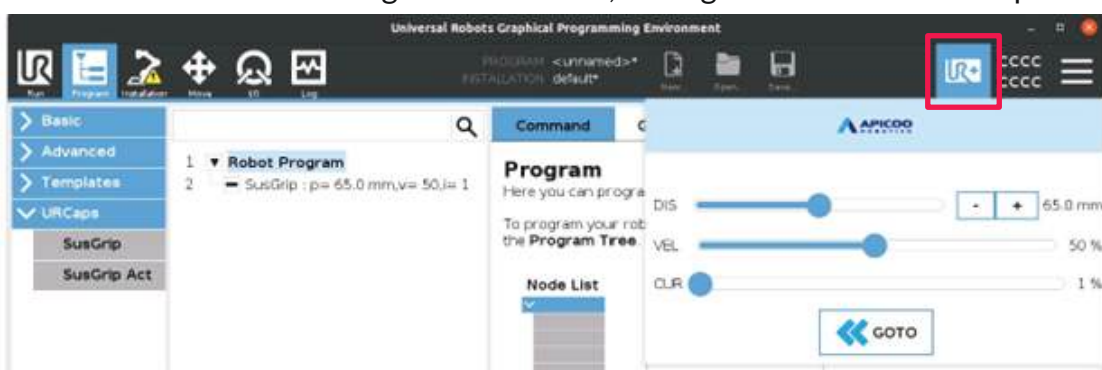 Universal Robots Graphical Programming Environment
PROGRAM <unnamed>*
INSTALLATION default*
UR
Run Program Installation Move I/O Log
New... Open... Save...
UR+
CCCC
CCCC
Basic
Advanced
Templates
URCaps
SusGrip
SusGrip Act
1 Robot Program
2 SusGrip : p= 65.0 mm,v= 50,i= 1
Command
Program
Here you can progra
To program your rob
the Program Tree
Node List
APICOO
ROBOTICS
DIS - + 65.0 mm
VEL 50 %
CUR 1 %
GOTO